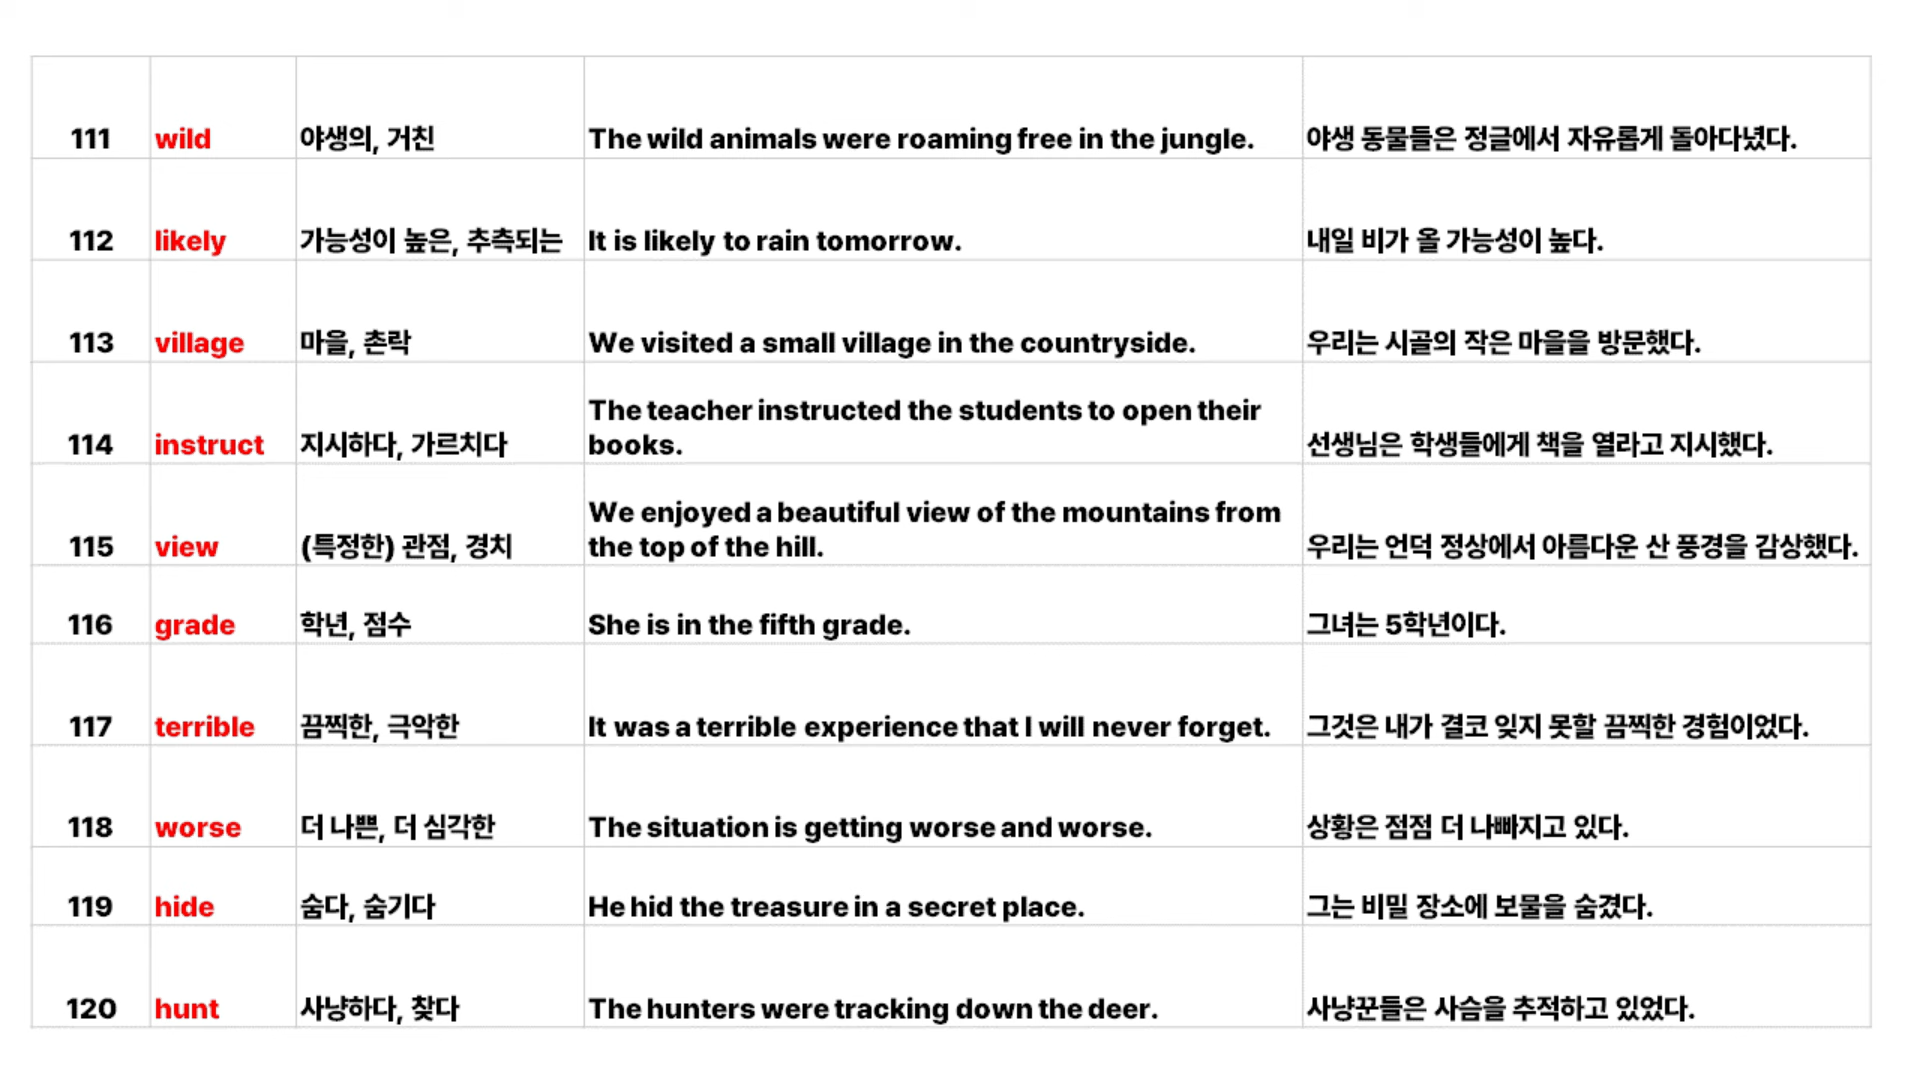 111 wild 야생의, 거친 The wild animals were roaming free in the jungle. 야생 동물들은 정글에서 자유롭게 돌아다녔다.
112 likely 가능성이 높은, 추측되는 It is likely to rain tomorrow. 내일 비가 올 가능성이 높다.
113 village 마을, 촌락 We visited a small village in the countryside. 우리는 시골의 작은 마을을 방문했다.
The teacher instructed the students to open their
114 instruct 지시하다, 가르치다 books. 선생님은 학생들에게 책을 열라고 지시했다.
We enjoyed a beautiful view of the mountains from
115 view (특정한) 관점, 경치 the top of the hill. 우리는 언덕 정상에서 아름다운 산 풍경을 감상했다.
116 grade 학년, 점수 She is in the fifth grade. 그녀는 5학년이다.
117 terrible 끔찍한, 극악한 It was a terrible experience that I will never forget. 그것은 내가 결코 잊지 못할 끔찍한 경험이었다.
118 worse 더 나쁜, 더 심각한 The situation is getting worse and worse. 상황은 점점 더 나빠지고 있다.
119 hide 숨다, 숨기다 He hid the treasure in a secret place. 그는 비밀 장소에 보물을 숨겼다.
120 hunt 사냥하다, 찾다 The hunters were tracking down the deer. 사냥꾼들은 사슴을 추적하고 있었다.